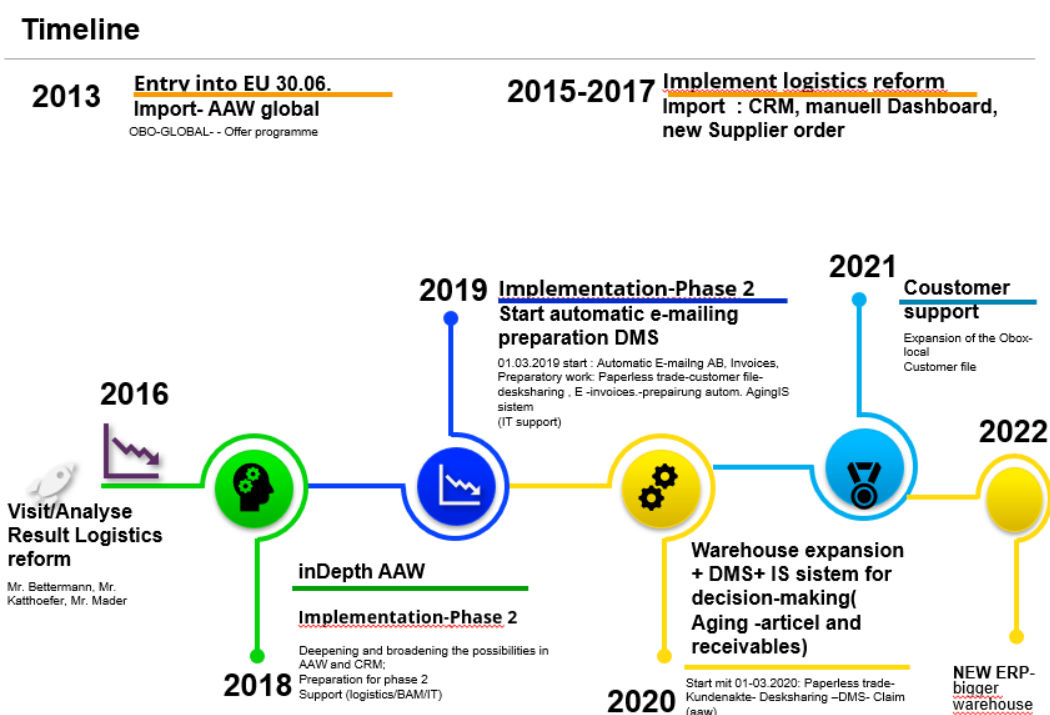 Timeline
2013
Entry into EU 30.06.
Import- AAW global
OBO-GLOBAL- - Offer programme
2015-2017
Implement logistics reform
Import : CRM, manuell Dashboard,
new Supplier order
2016
Visit/Analyse
Result Logistics
reform
Mr. Bettermann, Mr.
Katthoefer, Mr. Mader
2018
inDepth AAW
Implementation-Phase 2
Deepening and broadening the possibilities in
AAW and CRM;
Preparation for phase 2
Support (logistics/BAM/IT)
2019
Implementation-Phase 2
Start automatic e-mailing
preparation DMS
01.03.2019 start : Automatic E-mailng AB, Invoices,
Preparatory work: Paperless trade-customer file-
desksharing , E -invoices.-prepairung autom. AgingIS
sistem
(IT support)
2020
Warehouse expansion
+ DMS+ IS sistem for
decision-making(
Aging -articel and
receivables)
Start mit 01-03.2020: Paperless trade-
Kundenakte- Desksharing –DMS- Claim
(aaw)
2021
Coustomer
support
Expansion of the Obox-
local
Customer file
2022
NEW ERP-
bigger
warehouse